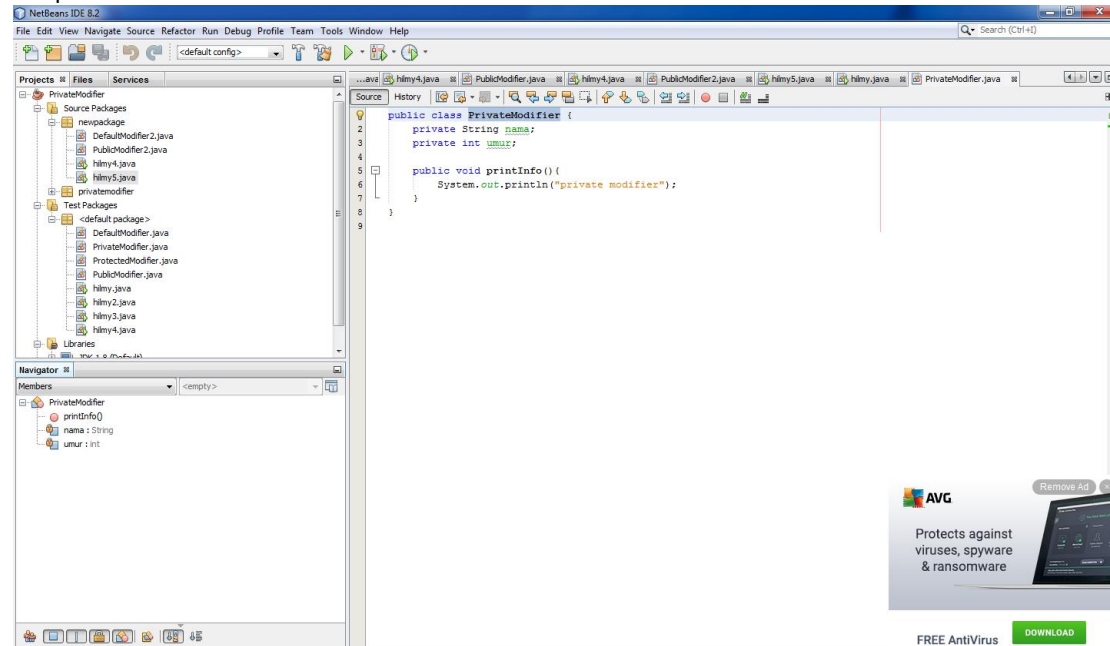 NetBeans IDE 8.2
File Edit View Navigate Source Refactor Run Debug Profile Team Tools Window Help
Search (Ctrl+I)
<default config>
Projects Files Services
...ava hilmy4.java PublicModifier.java hilmy4.java PublicModifier2.java hilmy5.java hilmy.java PrivateModifier.java
Source History
PrivateModifier
Source Packages
newpackage
DefaultModifier2.java
PublicModifier2.java
hilmy4.java
hilmy5.java
privatemodifier
Test Packages
<default package>
DefaultModifier.java
PrivateModifier.java
ProtectedModifier.java
PublicModifier.java
hilmy.java
hilmy2.java
hilmy3.java
hilmy4.java
Libraries
JDK 1.8 (Default)
public class PrivateModifier {
2 private String nama;
3 private int umur;
4
5 public void printInfo(){
6 System.out.println("private modifier");
7 }
8 }
9
Navigator
Members <empty>
PrivateModifier
printInfo()
nama : String
umur : int
Remove Ad
AVG
Protects against
viruses, spyware
& ransomware
FREE AntiVirus DOWNLOAD